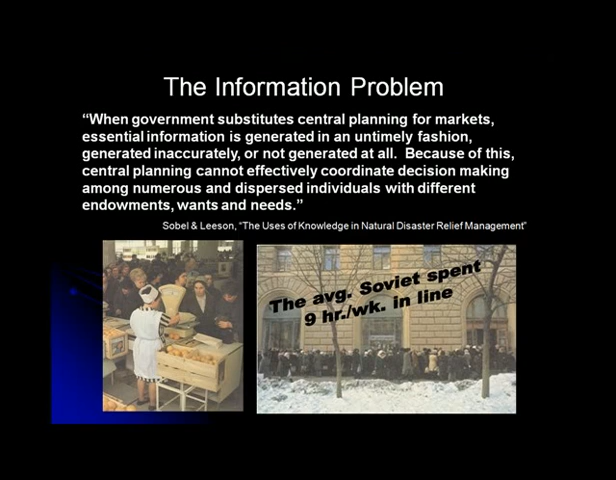 The Information Problem
“When government substitutes central planning for markets,
essential information is generated in an untimely fashion,
generated inaccurately, or not generated at all.  Because of this,
central planning cannot effectively coordinate decision making
among numerous and dispersed individuals with different
endowments, wants and needs.”
Sobel & Leeson, “The Uses of Knowledge in Natural Disaster Relief Management”
The avg. Soviet spent
9 hr./wk. in line